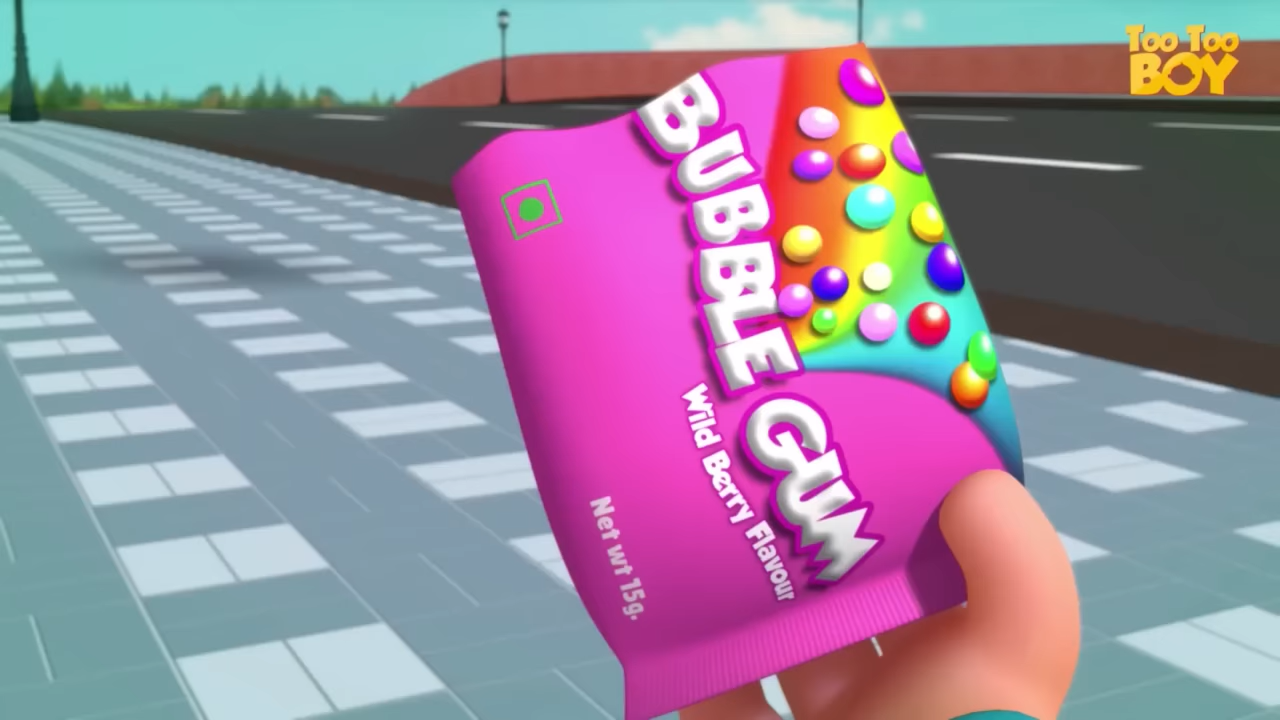 Too Too
BOY
BUBBLE GUM
Wild Berry Flavour
Net wt 15g.